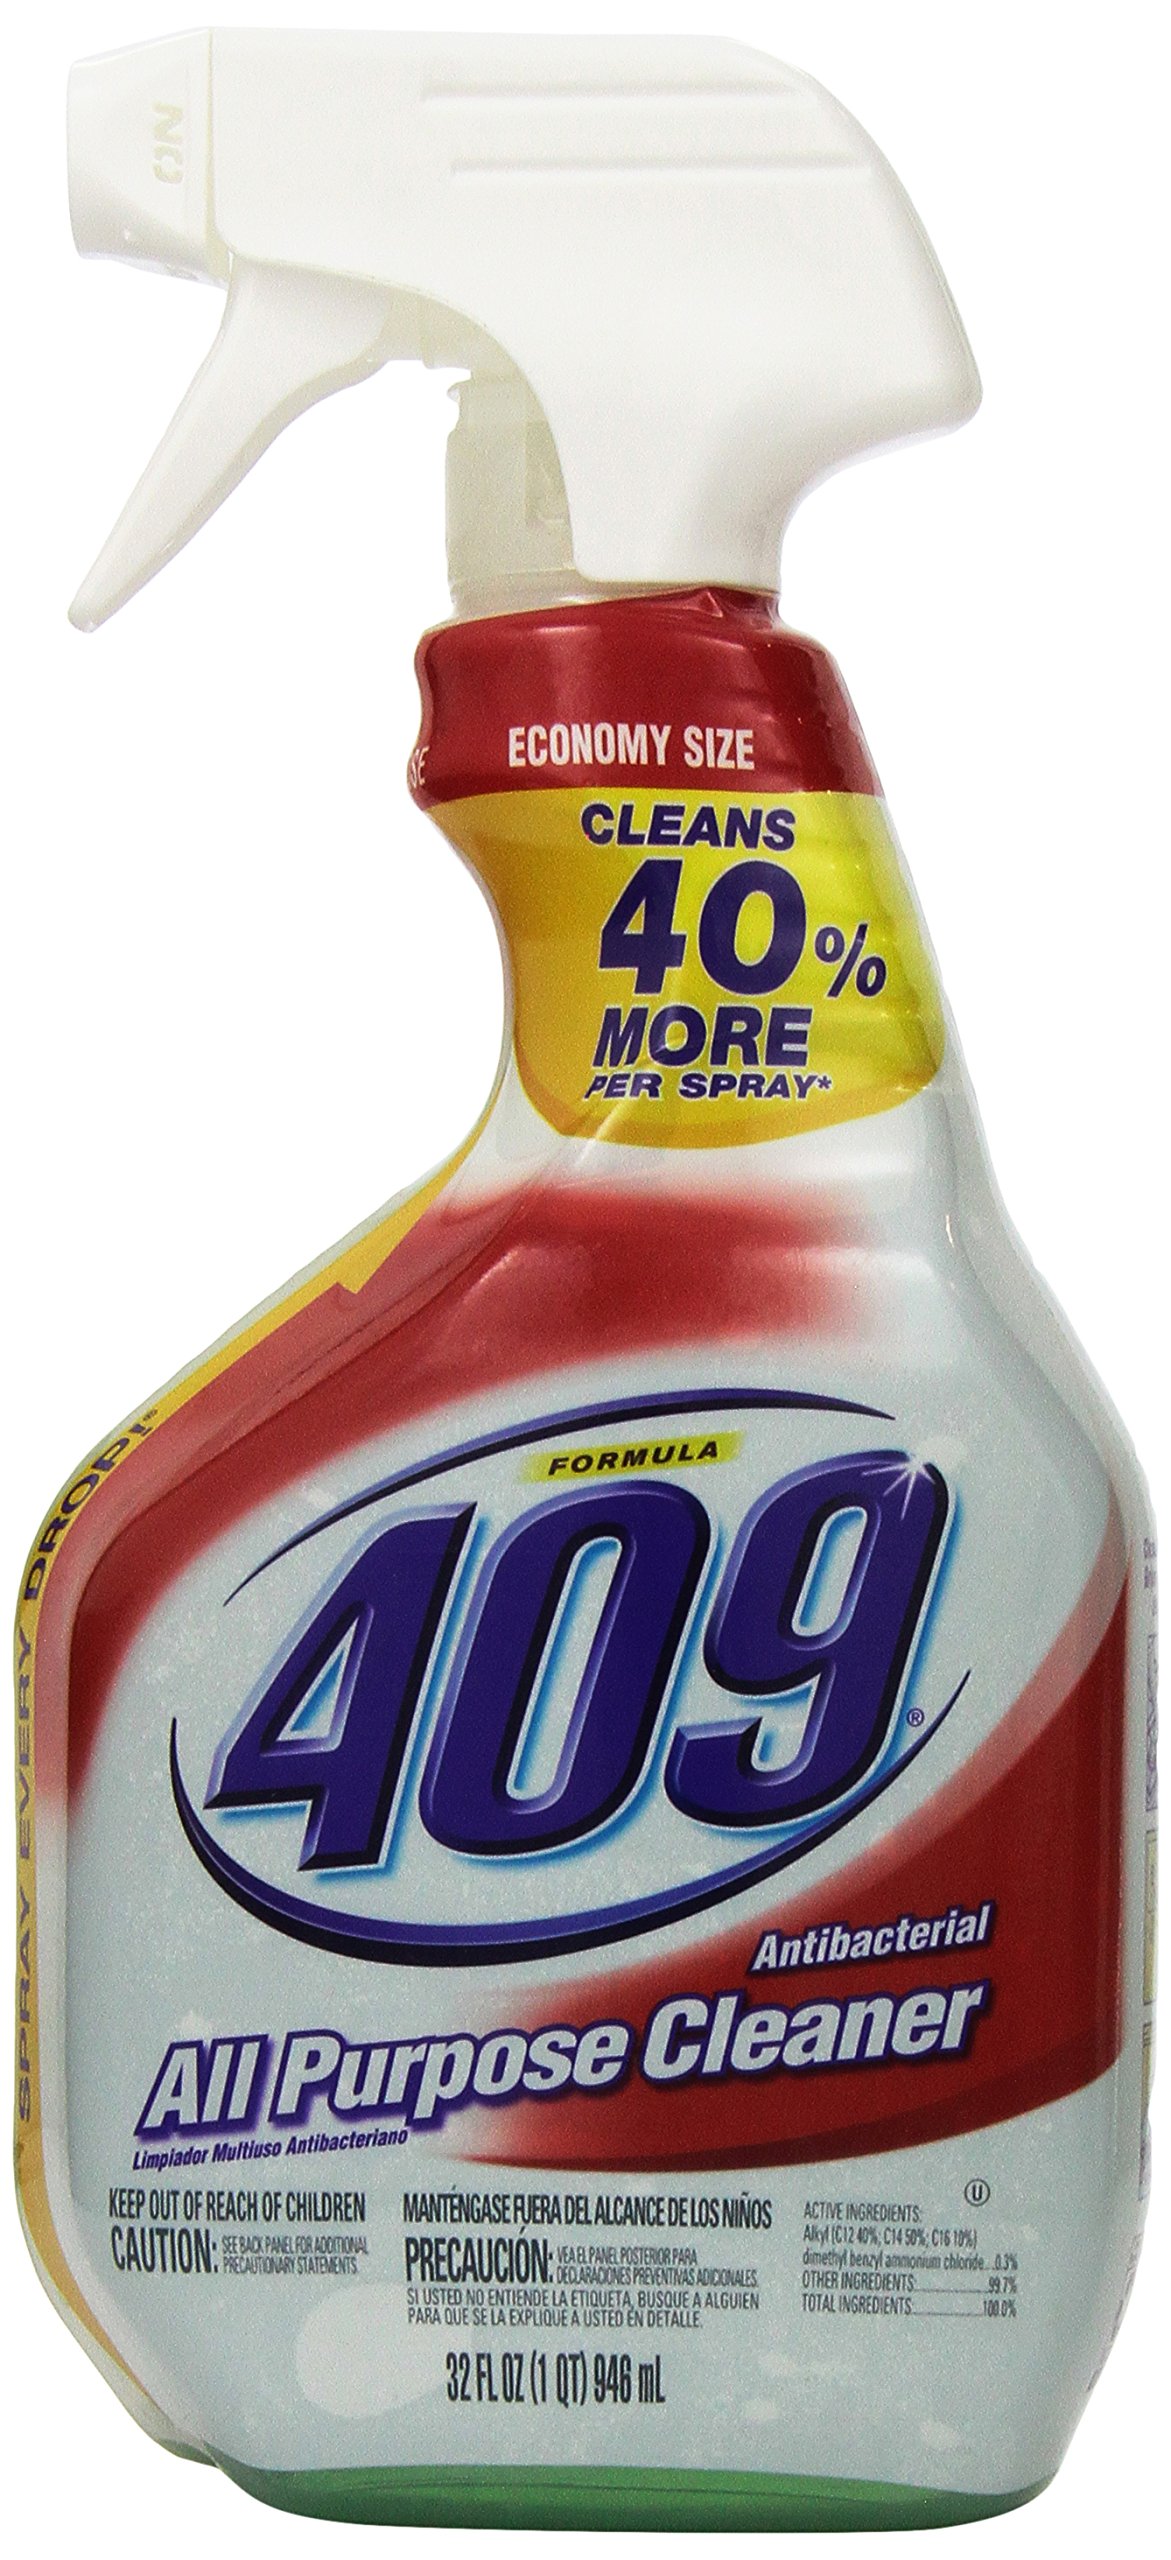 ON
ECONOMY SIZE
CLEANS
40%
MORE
PER SPRAY*
SPRAY EVERY DROP!®
FORMULA
409®
Antibacterial
All Purpose Cleaner
Limpiador Multiuso Antibacteriano
KEEP OUT OF REACH OF CHILDREN
CAUTION: SEE BACK PANEL FOR ADDITIONAL
PRECAUTIONARY STATEMENTS.
MANTÉNGASE FUERA DEL ALCANCE DE LOS NIÑOS
PRECAUCIÓN: VEA EL PANEL POSTERIOR PARA
DECLARACIONES PREVENTIVAS ADICIONALES.
SI USTED NO ENTIENDE LA ETIQUETA, BUSQUE A ALGUIEN
PARA QUE SE LA EXPLIQUE A USTED EN DETALLE.
U
ACTIVE INGREDIENTS:
Alkyl (C12 40%; C14 50%; C16 10%)
dimethyl benzyl ammonium chloride...0.3%
OTHER INGREDIENTS 99.7%
TOTAL INGREDIENTS 100.0%
32 FL OZ (1 QT) 946 mL